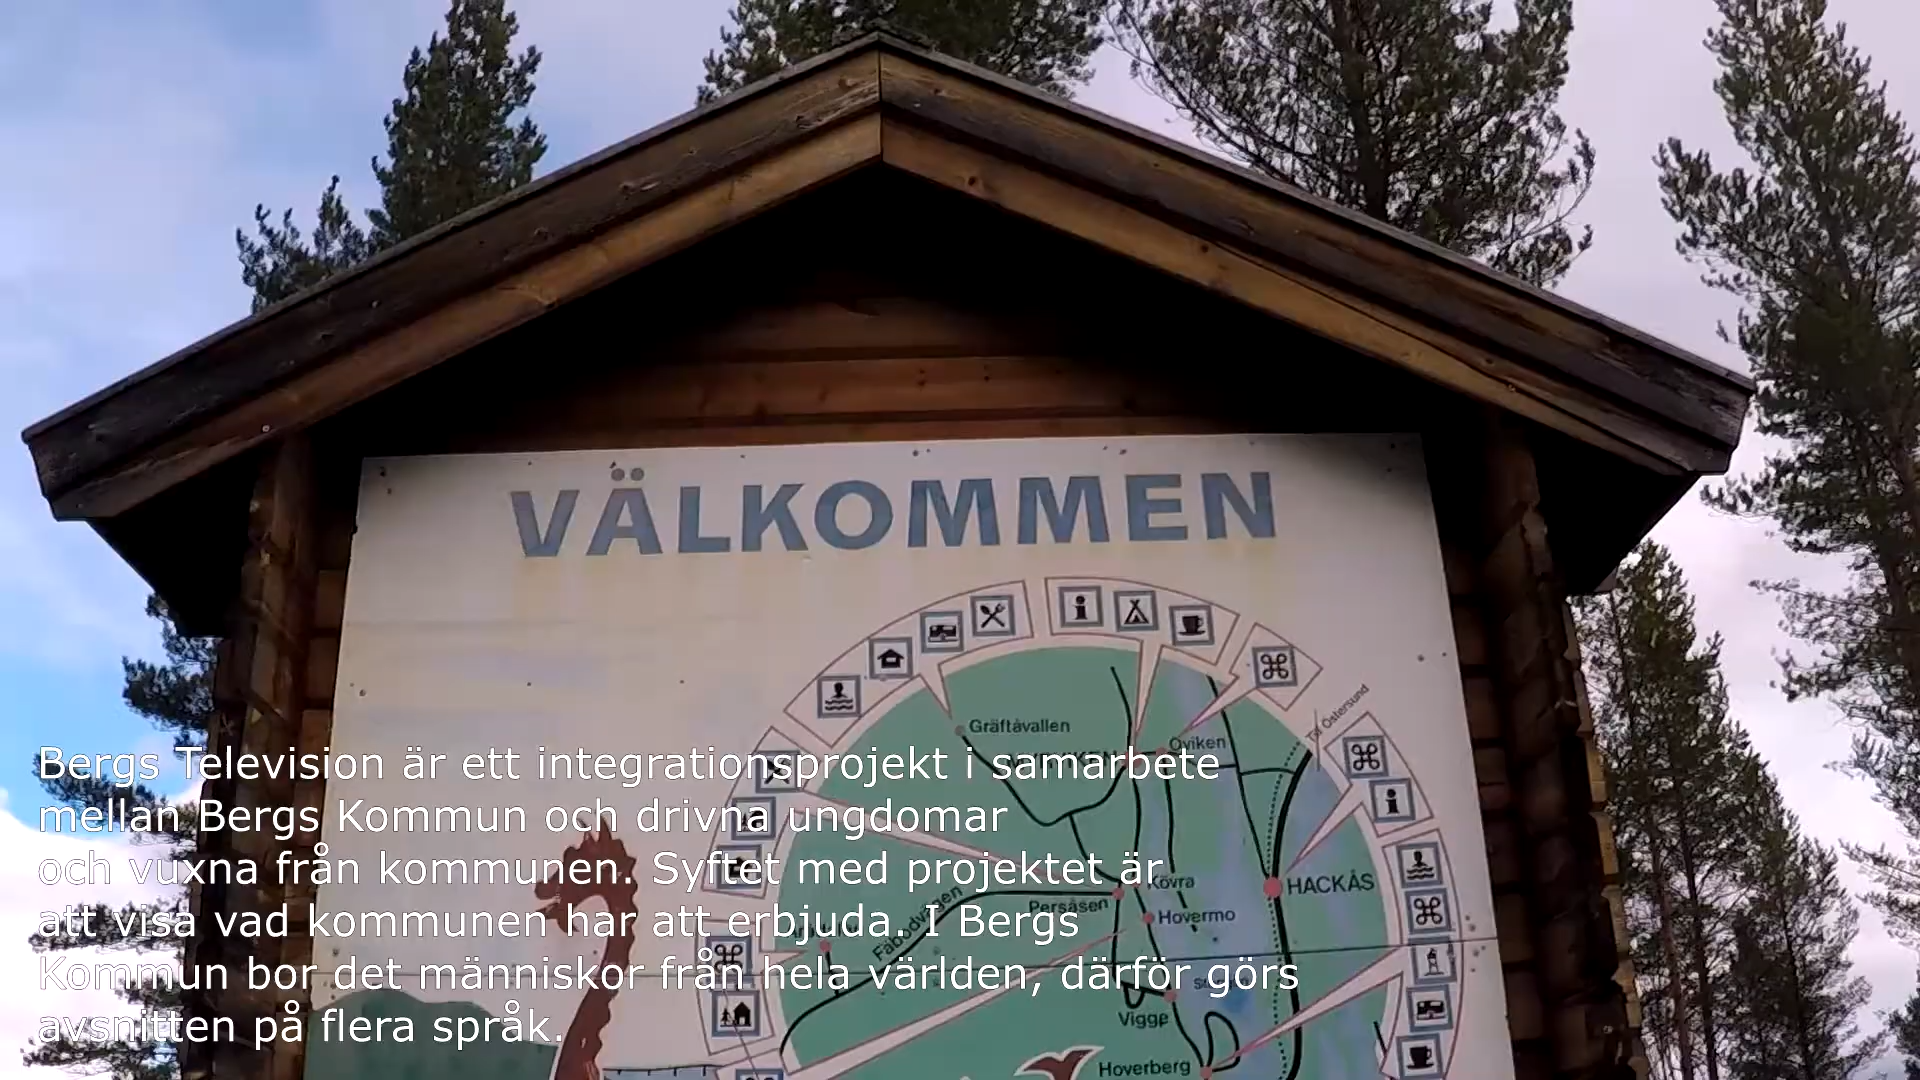 VÄLKOMMEN
Gräftåvallen
Oviken
Till Östersund
Bergs Television är ett integrationsprojekt i samarbete
mellan Bergs Kommun och drivna ungdomar
och vuxna från kommunen. Syftet med projektet är
att visa vad kommunen har att erbjuda. I Bergs
Kommun bor det människor från hela världen, därför görs
avsnitten på flera språk.
Kövra
HACKÅS
Persåsen
Hovermo
Fäbodvägen
Vigge
Hoverberg